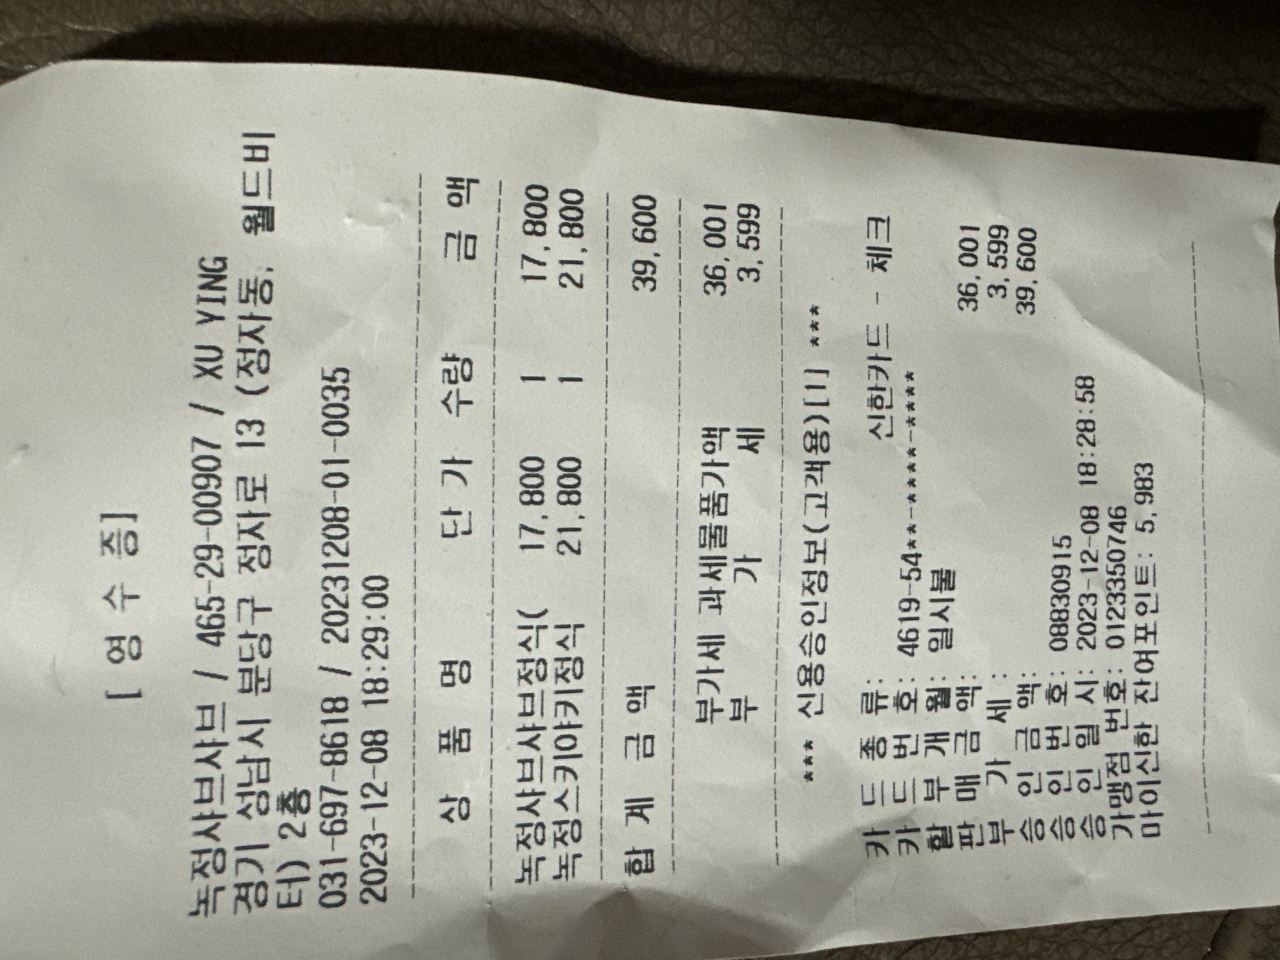 [ 영 수 증]
녹정샤브샤브 / 465-29-00907 / XU YING
경기 성남시 분당구 정자로 13 (정자동, 월드비
터) 2층
031-697-8618 / 20231208-01-0035
2023-12-08 18:29:00
상 품 명 단 가 수량 금 액
녹정샤브샤브정식( 17,800 1 17,800
녹정스키야키정식 21,800 1 21,800
합 계 금 액 39,600
부가세 과세물품가액 36,001
부 가 세 3,599
*** 신용승인정보(고객용)[1] ***
카 드 종 류: 신한카드 - 체크
카 드 번 호: 4619-54**-****-****
할 부 개 월: 일시불
판 매 금 액: 36,001
부 가 세: 3,599
승 인 금 액: 39,600
승 인 번 호: 08830915
승 인 일 시: 2023-12-08 18:28:58
가맹점 번호: 0123350746
마이신한 잔여포인트: 5,983